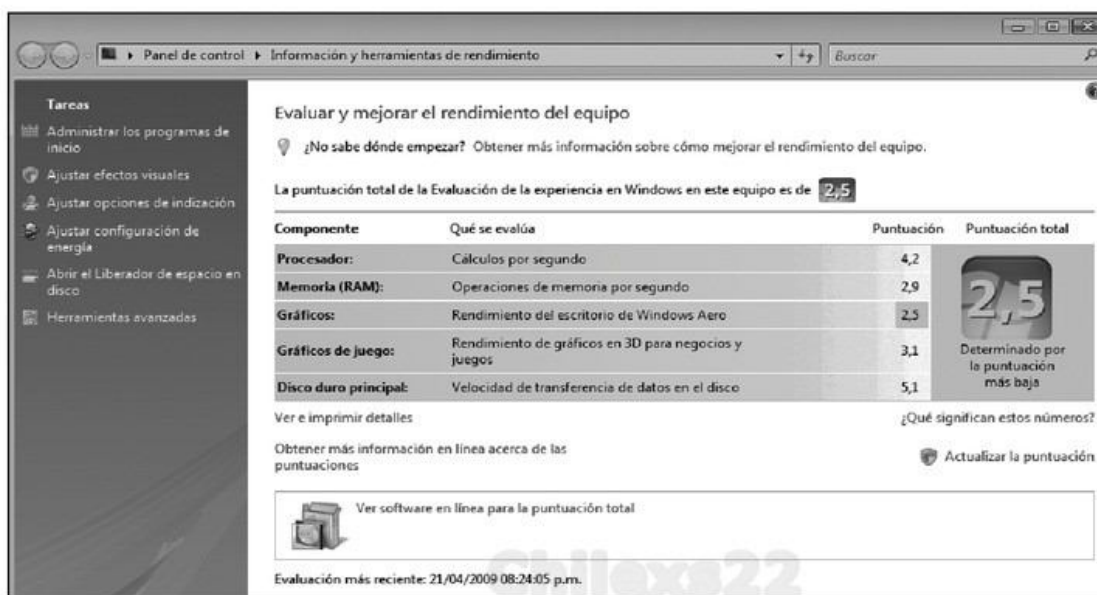 Panel de control ▸ Información y herramientas de rendimiento
Buscar
Tareas
Administrar los programas de
inicio
Ajustar efectos visuales
Ajustar opciones de indización
Ajustar configuración de
energía
Abrir el Liberador de espacio en
disco
Herramientas avanzadas
Evaluar y mejorar el rendimiento del equipo
¿No sabe dónde empezar? Obtener más información sobre cómo mejorar el rendimiento del equipo.
La puntuación total de la Evaluación de la experiencia en Windows en este equipo es de 2,5
Componente Qué se evalúa Puntuación Puntuación total
Procesador: Cálculos por segundo 4,2
Memoria (RAM): Operaciones de memoria por segundo 2,9
Gráficos: Rendimiento del escritorio de Windows Aero 2,5
Gráficos de juego: Rendimiento de gráficos en 3D para negocios y
juegos 3,1
Disco duro principal: Velocidad de transferencia de datos en el disco 5,1
2,5
Determinado por
la puntuación
más baja
Ver e imprimir detalles
¿Qué significan estos números?
Obtener más información en línea acerca de las
puntuaciones
Actualizar la puntuación
Ver software en línea para la puntuación total
Chilexs22
Evaluación más reciente: 21/04/2009 08:24:05 p.m.